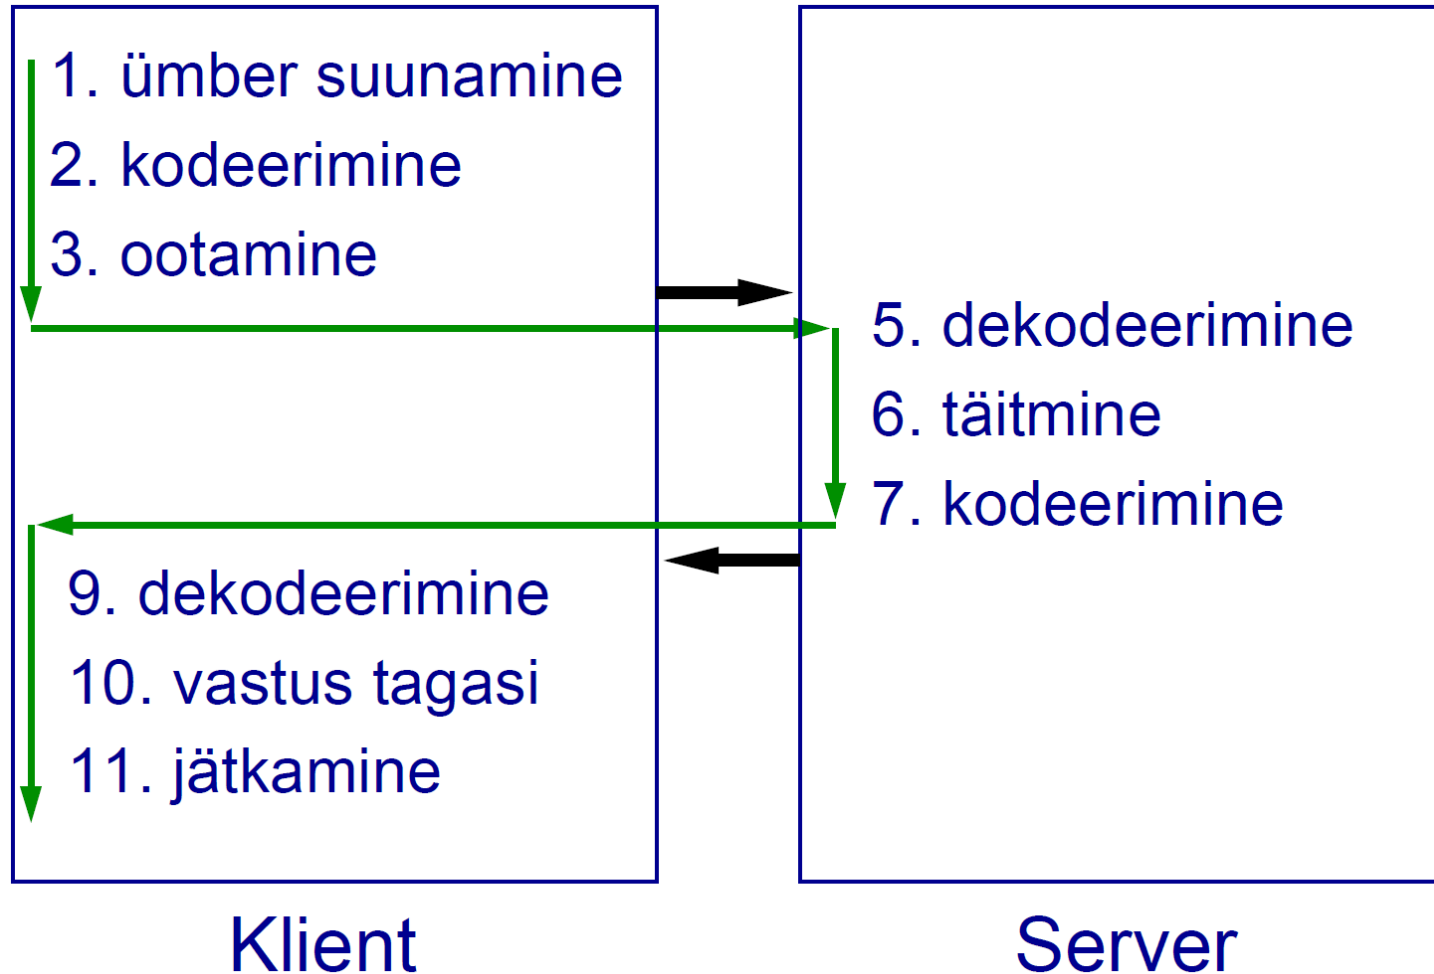 1. ümber suunamine
2. kodeerimine
3. ootamine
5. dekodeerimine
6. täitmine
7. kodeerimine
9. dekodeerimine
10. vastus tagasi
11. jätkamine
Klient
Server